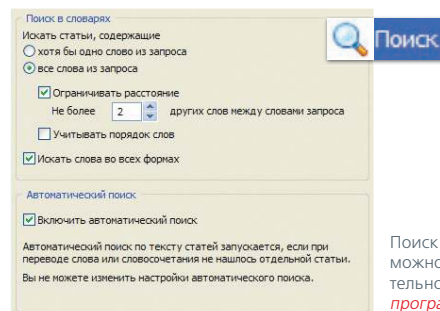 Поиск в словарях
Искать статьи, содержащие
хотя бы одно слово из запроса
все слова из запроса
Ограничивать расстояние
Не более 2 других слов между словами запроса
Учитывать порядок слов
Искать слова во всех формах
Автоматический поиск
Включить автоматический поиск
Автоматический поиск по тексту статей запускается, если при
переводе слова или словосочетания не нашлось отдельной статьи.
Вы не можете изменить настройки автоматического поиска.
Поиск
Поиск
можно
тельно
програ